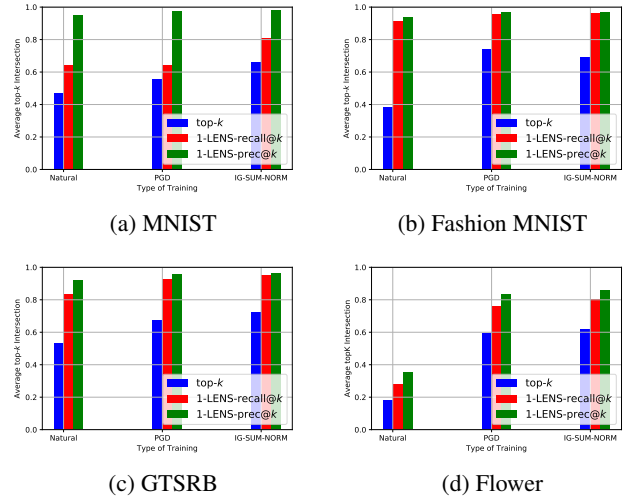 Average top-k Intersection
1.0
0.8
0.6
0.4
0.2
0.0
Natural
PGD
IG-SUM-NORM
Type of Training
top-k
1-LENS-recall@k
1-LENS-prec@k
(a) MNIST
Average top-k Intersection
1.0
0.8
0.6
0.4
0.2
0.0
Natural
PGD
IG-SUM-NORM
Type of Training
top-k
1-LENS-recall@k
1-LENS-prec@k
(b) Fashion MNIST
Average top-k Intersection
1.0
0.8
0.6
0.4
0.2
0.0
Natural
PGD
IG-SUM-NORM
Type of Training
top-k
1-LENS-recall@k
1-LENS-prec@k
(c) GTSRB
Average topK Intersection
1.0
0.8
0.6
0.4
0.2
0.0
Natural
PGD
IG-SUM-NORM
Type of Training
top-k
1-LENS-recall@k
1-LENS-prec@k
(d) Flower